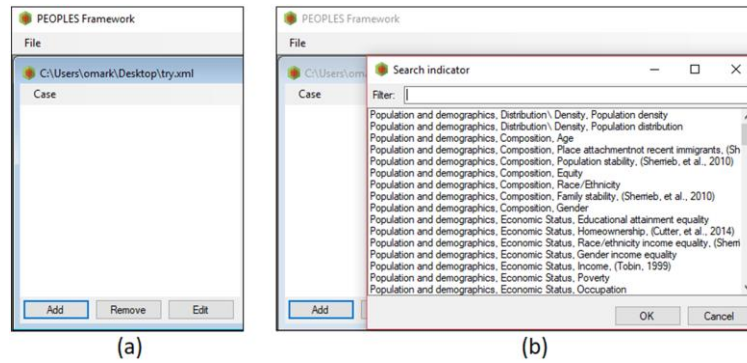 PEOPLES Framework
File
C:\Users\omark\Desktop\try.xml
Case
Add Remove Edit
(a)
PEOPLES Framework
File
C:\Users\om
Case
Add
Search indicator
Filter:
Population and demographics, Distribution\ Density, Population density
Population and demographics, Distribution\ Density, Population distribution
Population and demographics, Composition, Age
Population and demographics, Composition, Place attachmentnot recent immigrants, (Sh
Population and demographics, Composition, Population stability, (Sherrieb, et al., 2010)
Population and demographics, Composition, Equity
Population and demographics, Composition, Race/Ethnicity
Population and demographics, Composition, Family stability, (Sherrieb, et al., 2010)
Population and demographics, Composition, Gender
Population and demographics, Economic Status, Educational attainment equality
Population and demographics, Economic Status, Homeownership, (Cutter, et al., 2014)
Population and demographics, Economic Status, Race/ethnicity income equality, (Sherri
Population and demographics, Economic Status, Gender income equality
Population and demographics, Economic Status, Income, (Tobin, 1999)
Population and demographics, Economic Status, Poverty
Population and demographics, Economic Status, Occupation
OK Cancel
(b)